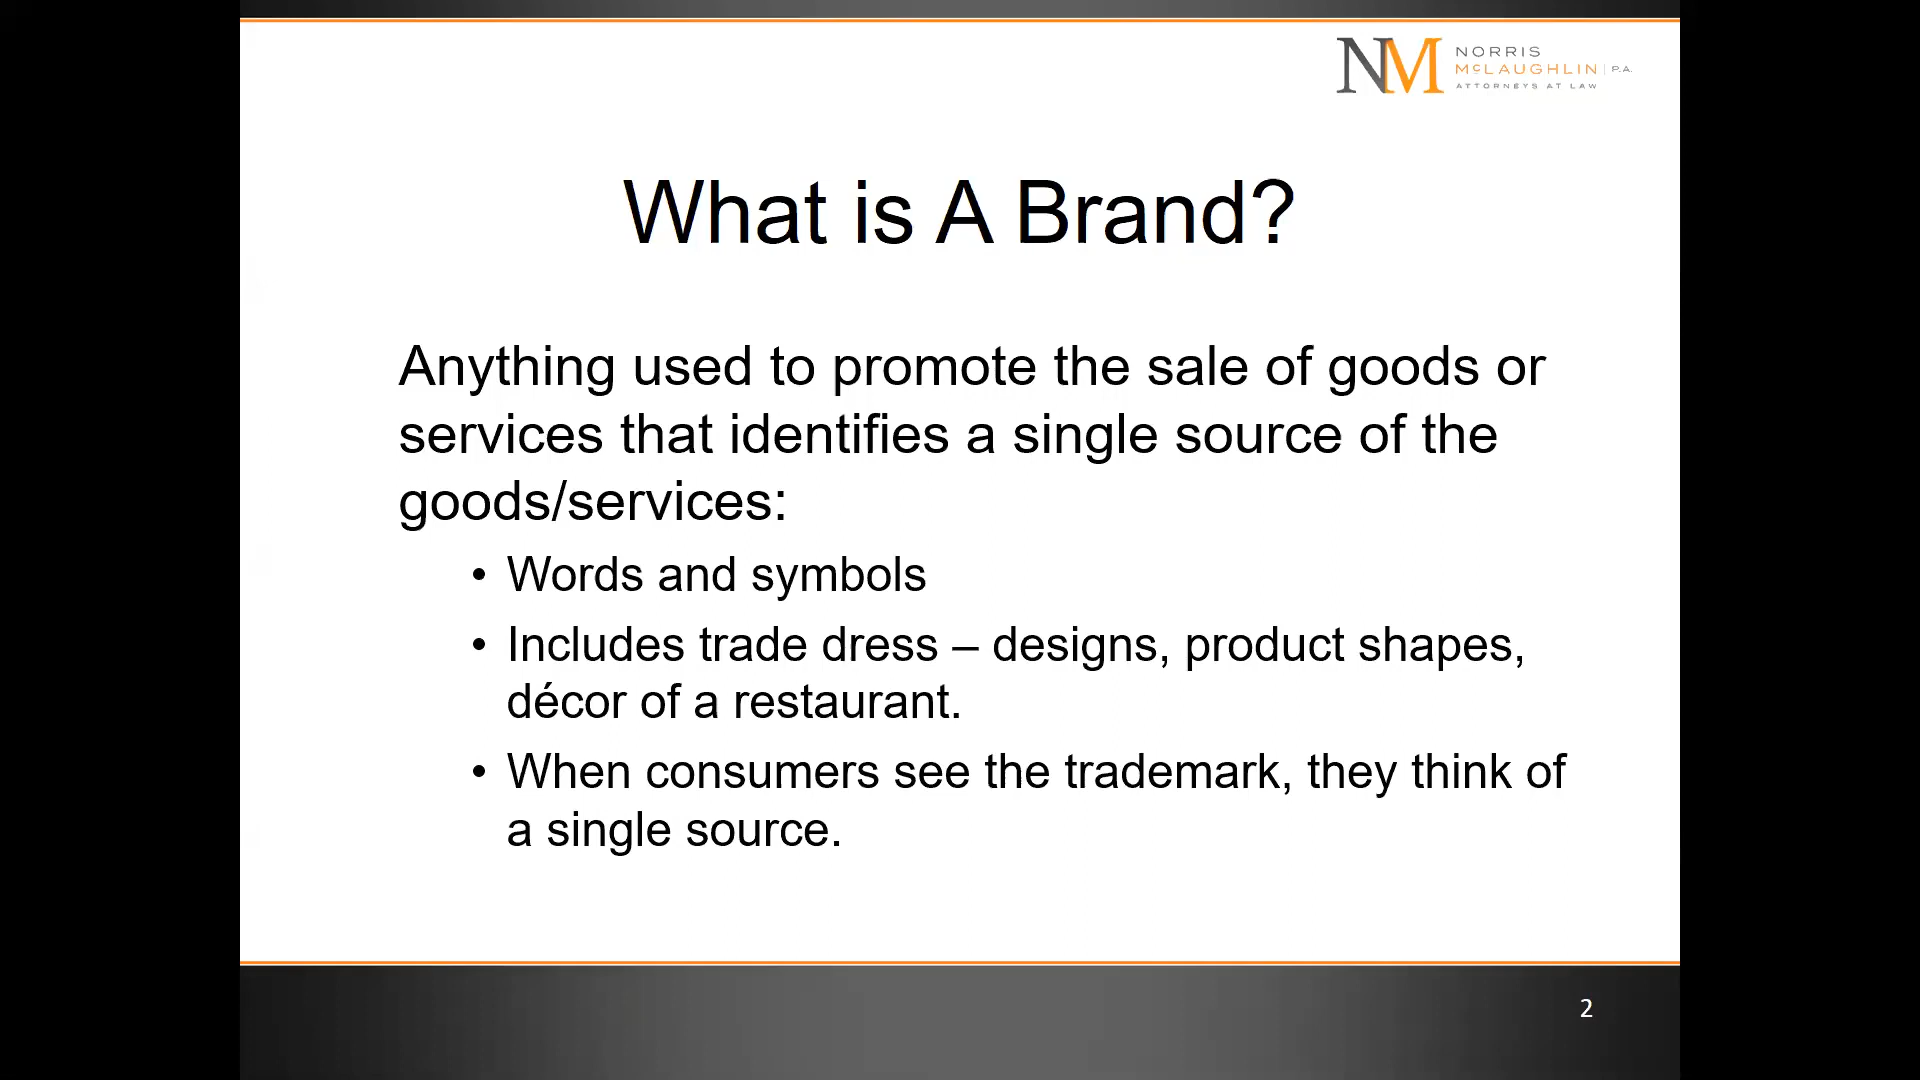 NM NORRIS
McLAUGHLIN | P.A.
ATTORNEYS AT LAW
What is A Brand?
Anything used to promote the sale of goods or
services that identifies a single source of the
goods/services:
• Words and symbols
• Includes trade dress – designs, product shapes,
décor of a restaurant.
• When consumers see the trademark, they think of
a single source.
2